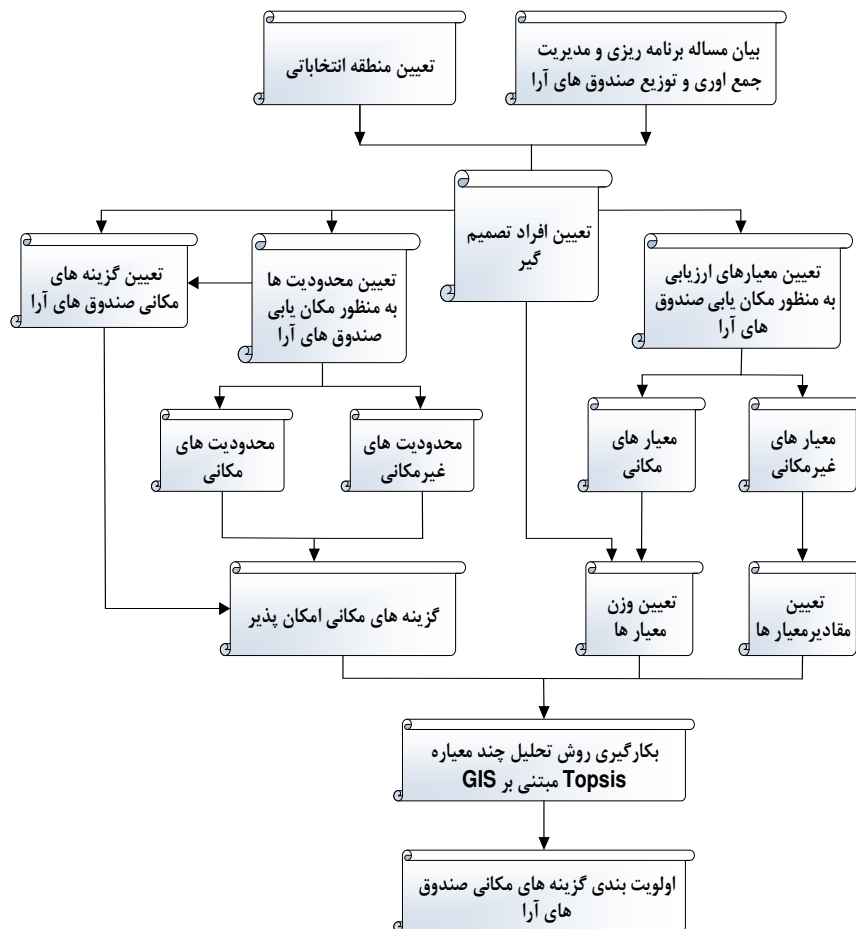 بیان مساله برنامه ریزی و مدیریت
جمع اوری و توزیع صندوق های آرا
تعیین منطقه انتخاباتی
تعیین افراد تصمیم
گیر
تعیین معیارهای ارزیابی
به منظور مکان یابی صندوق
های آرا
تعیین محدودیت ها
به منظور مکان یابی
صندوق های آرا
تعیین گزینه های
مکانی صندوق های آرا
معیار های
غیرمکانی
معیار های
مکانی
محدودیت های
غیرمکانی
محدودیت های
مکانی
تعیین
مقادیرمعیار ها
تعیین وزن
معیار ها
گزینه های مکانی امکان پذیر
بکارگیری روش تحلیل چند معیاره
Topsis مبتنی بر GIS
اولویت بندی گزینه های مکانی صندوق
های آرا